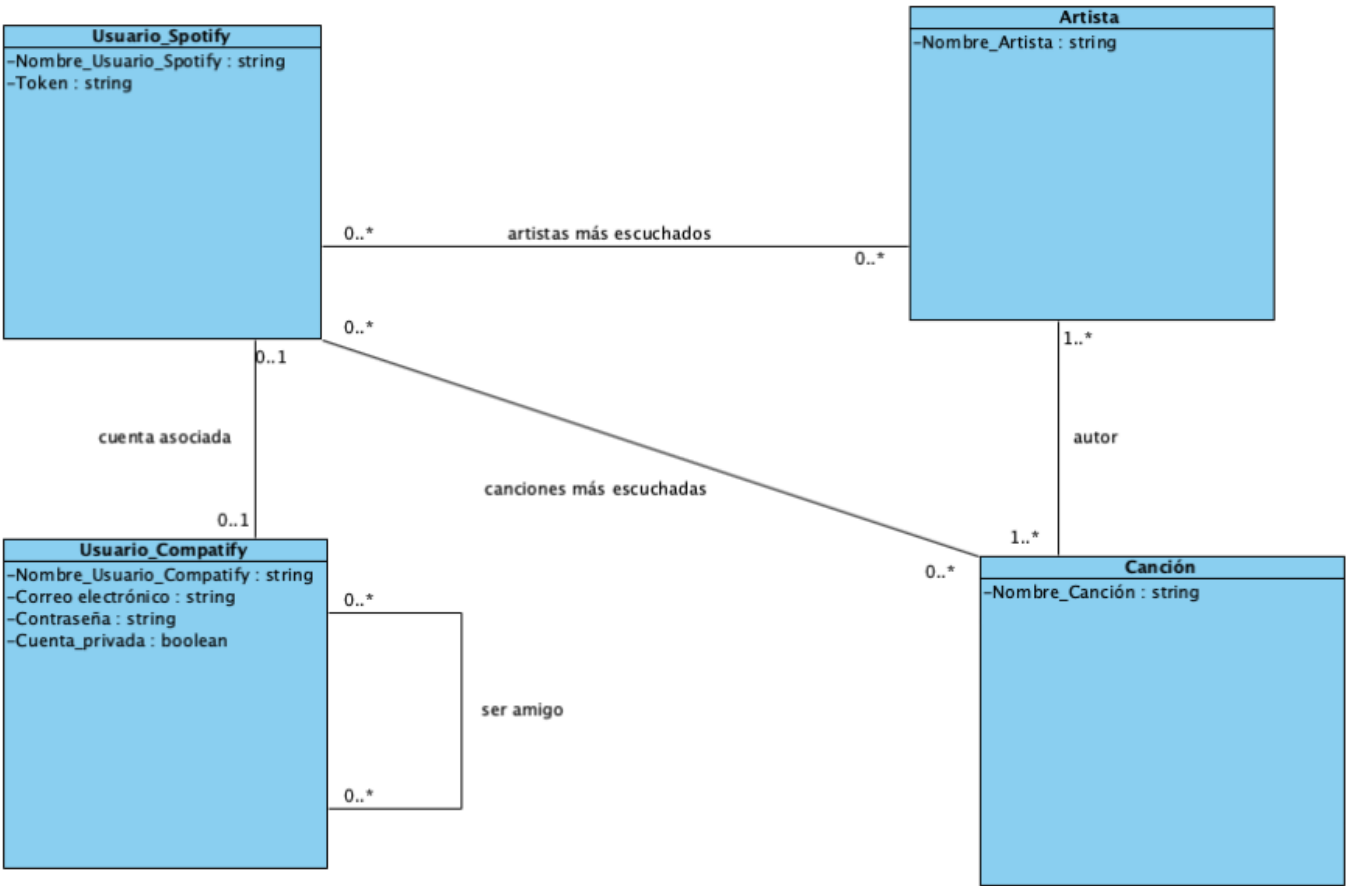 Usuario_Spotify
-Nombre_Usuario_Spotify : string
-Token : string
Artista
-Nombre_Artista : string
0..*
artistas más escuchados
0..*
0..*
0..1
1..*
cuenta asociada
autor
canciones más escuchadas
0..1
1..*
0..*
Usuario_Compatify
-Nombre_Usuario_Compatify : string
-Correo electrónico : string
-Contraseña : string
-Cuenta_privada : boolean
0..*
ser amigo
0..*
Canción
-Nombre_Canción : string